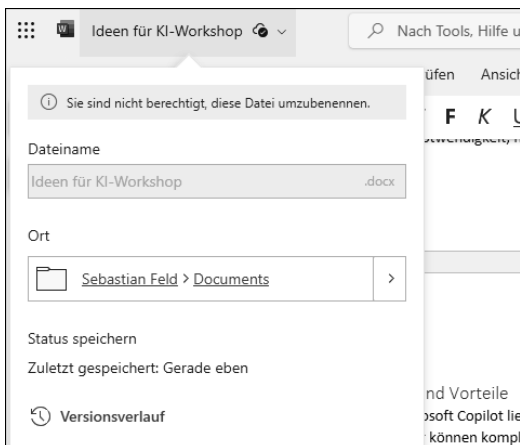 Ideen für KI-Workshop
Nach Tools, Hilfe u
Sie sind nicht berechtigt, diese Datei umzubenennen.
üfen Ansich
F K U
Dateiname
Ideen für KI-Workshop .docx
Ort
Sebastian Feld > Documents
Status speichern
Zuletzt gespeichert: Gerade eben
nd Vorteile
Versionsverlauf
osoft Copilot lie
können kompl